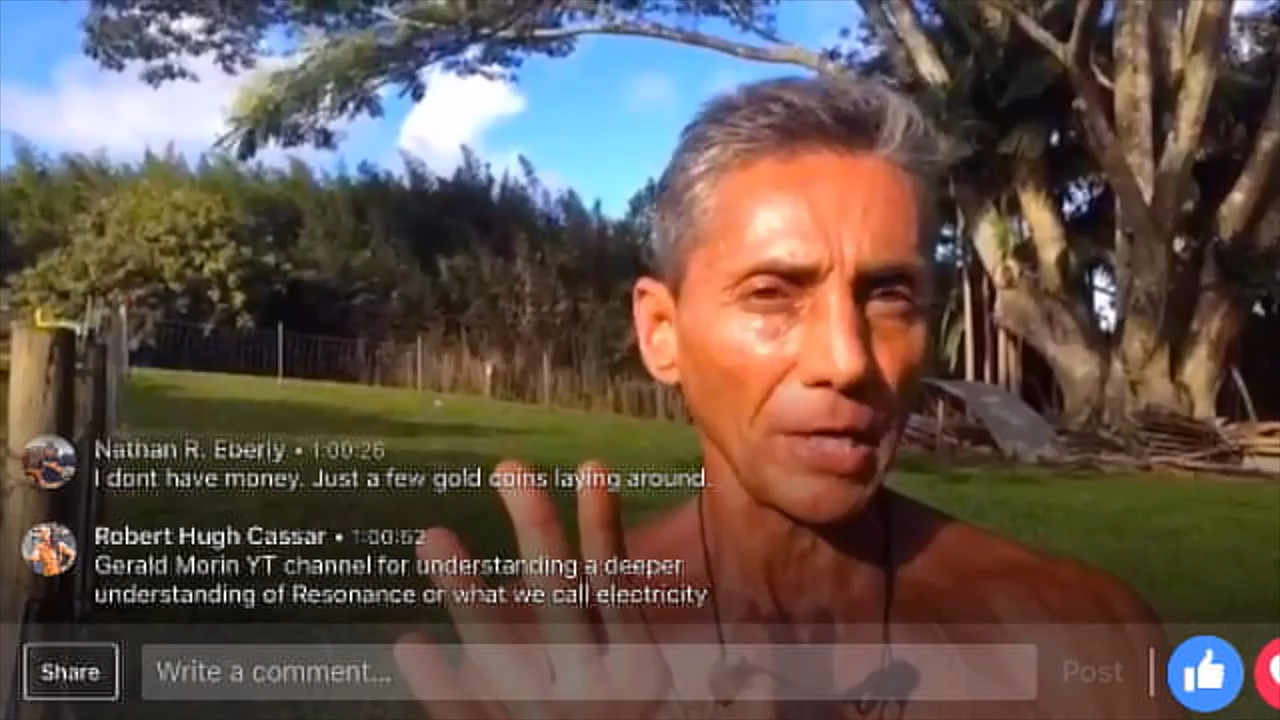 Nathan R. Eberly • 1:00:26
I dont have money. Just a few gold coins laying around.
Robert Hugh Cassar • 1:00:52
Gerald Morin YT channel for understanding a deeper
understanding of Resonance or what we call electricity
Share
Write a comment...
Post